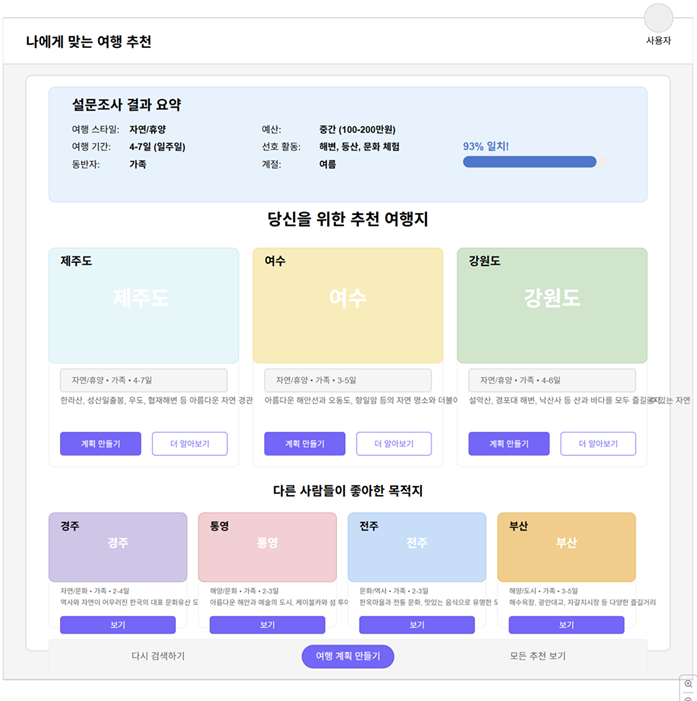 사용자
나에게 맞는 여행 추천
설문조사 결과 요약
여행 스타일: 자연/휴양 예산: 중간 (100-200만원)
여행 기간: 4-7일 (일주일) 선호 활동: 해변, 등산, 문화 체험 93% 일치!
동반자: 가족 계절: 여름
당신을 위한 추천 여행지
제주도 여수 강원도
제주도 여수 강원도
자연/휴양 • 가족 • 4-7일 자연/휴양 • 가족 • 3-5일 자연/휴양 • 가족 • 4-6일
한라산, 성산일출봉, 우도, 협재해변 등 아름다운 자연 경관 아름다운 해안선과 오동도, 향일암 등의 자연 명소와 더불어 설악산, 경포대 해변, 낙산사 등 산과 바다를 모두 즐길 수 있는 자연
계획 만들기 더 알아보기 계획 만들기 더 알아보기 계획 만들기 더 알아보기
다른 사람들이 좋아한 목적지
경주 통영 전주 부산
경주 통영 전주 부산
자연/문화 • 가족 • 2-4일 해양/문화 • 가족 • 2-3일 문화/역사 • 가족 • 2-3일 해양/도시 • 가족 • 3-5일
역사와 자연이 어우러진 한국의 대표 문화유산 도 아름다운 해안과 예술의 도시, 케이블카와 섬 투어 한옥마을과 전통 문화, 맛있는 음식으로 유명한 도 해수욕장, 광안대교, 자갈치시장 등 다양한 즐길거리
보기 보기 보기 보기
다시 검색하기 여행 계획 만들기 모든 추천 보기